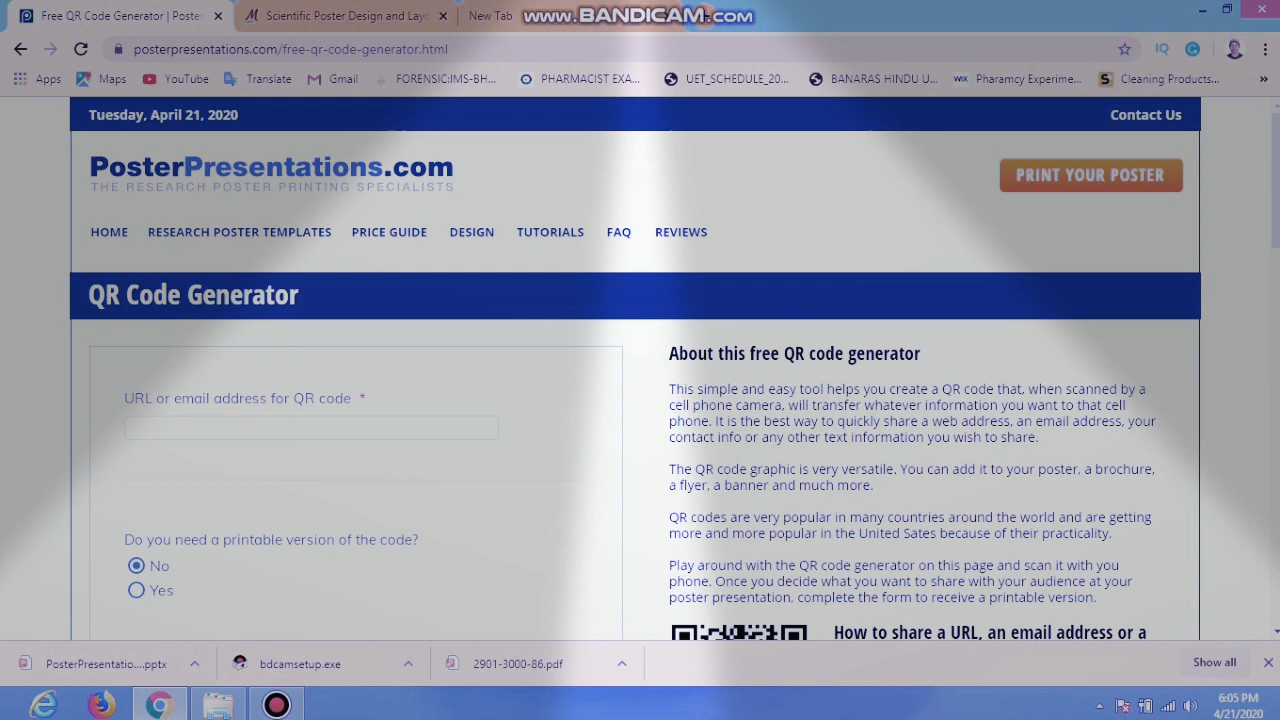 Free QR Code Generator | Poster
Scientific Poster Design and Layo
New Tab
www.BANDICAM.com
posterpresentations.com/free-qr-code-generator.html
Apps
Maps
YouTube
Translate
Gmail
FORENSIC:IMS-BH...
PHARMACIST EXA...
UET_SCHEDULE_20...
BANARAS HINDU U...
WIX
Pharamcy Experime...
Cleaning Products...
»
Tuesday, April 21, 2020
Contact Us
PosterPresentations.com
THE RESEARCH POSTER PRINTING SPECIALISTS
PRINT YOUR POSTER
HOME RESEARCH POSTER TEMPLATES PRICE GUIDE DESIGN TUTORIALS FAQ REVIEWS
QR Code Generator
URL or email address for QR code *
Do you need a printable version of the code?
No
Yes
About this free QR code generator
This simple and easy tool helps you create a QR code that, when scanned by a
cell phone camera, will transfer whatever information you want to that cell
phone. It is the best way to quickly share a web address, an email address, your
contact info or any other text information you wish to share.
The QR code graphic is very versatile. You can add it to your poster, a brochure,
a flyer, a banner and much more.
QR codes are very popular in many countries around the world and are getting
more and more popular in the United Sates because of their practicality.
Play around with the QR code generator on this page and scan it with you
phone. Once you decide what you want to share with your audience at your
poster presentation, complete the form to receive a printable version.
How to share a URL, an email address or a
PosterPresentatio....pptx
bdcamsetup.exe
2901-3000-86.pdf
Show all
6:05 PM
4/21/2020